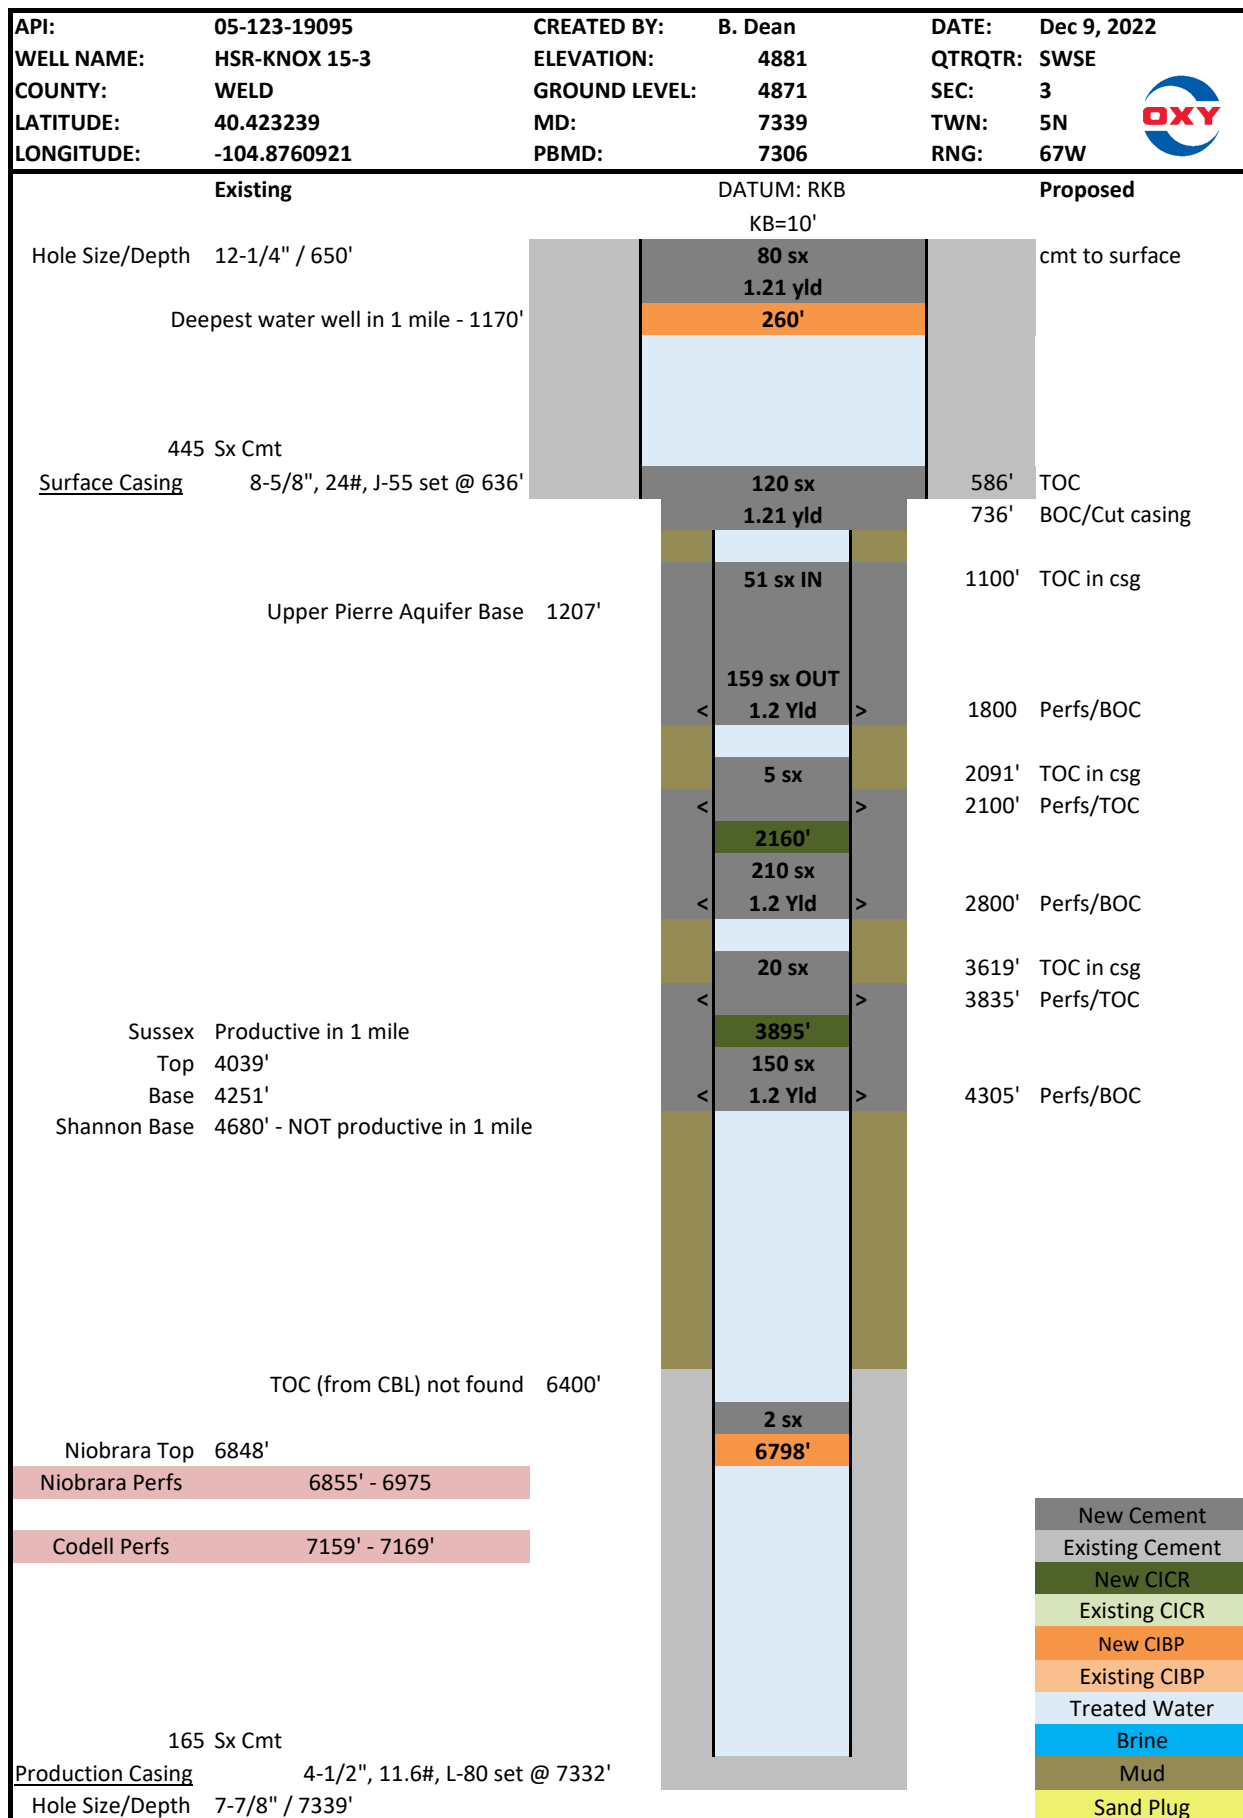 API: 05-123-19095 CREATED BY: B. Dean DATE: Dec 9, 2022
WELL NAME: HSR-KNOX 15-3 ELEVATION: 4881 QTRQTR: SWSE
COUNTY: WELD GROUND LEVEL: 4871 SEC: 3
LATITUDE: 40.423239 MD: 7339 TWN: 5N
OXY
LONGITUDE: -104.8760921 PBMD: 7306 RNG: 67W
Existing DATUM: RKB Proposed
KB=10'
Hole Size/Depth 12-1/4" / 650' 80 sx cmt to surface
1.21 yld
Deepest water well in 1 mile - 1170' 260'
445 Sx Cmt
Surface Casing 8-5/8", 24#, J-55 set @ 636' 120 sx 586' TOC
1.21 yld 736' BOC/Cut casing
51 sx IN 1100' TOC in csg
Upper Pierre Aquifer Base 1207'
159 sx OUT
< 1.2 Yld > 1800 Perfs/BOC
5 sx 2091' TOC in csg
< > 2100' Perfs/TOC
2160'
210 sx
< 1.2 Yld > 2800' Perfs/BOC
20 sx 3619' TOC in csg
< > 3835' Perfs/TOC
Sussex Productive in 1 mile 3895'
Top 4039' 150 sx
Base 4251' < 1.2 Yld > 4305' Perfs/BOC
Shannon Base 4680' - NOT productive in 1 mile
TOC (from CBL) not found 6400'
2 sx
Niobrara Top 6848' 6798'
Niobrara Perfs 6855' - 6975
New Cement
Codell Perfs 7159' - 7169' Existing Cement
New CICR
Existing CICR
New CIBP
Existing CIBP
Treated Water
165 Sx Cmt Brine
Production Casing 4-1/2", 11.6#, L-80 set @ 7332' Mud
Hole Size/Depth 7-7/8" / 7339' Sand Plug